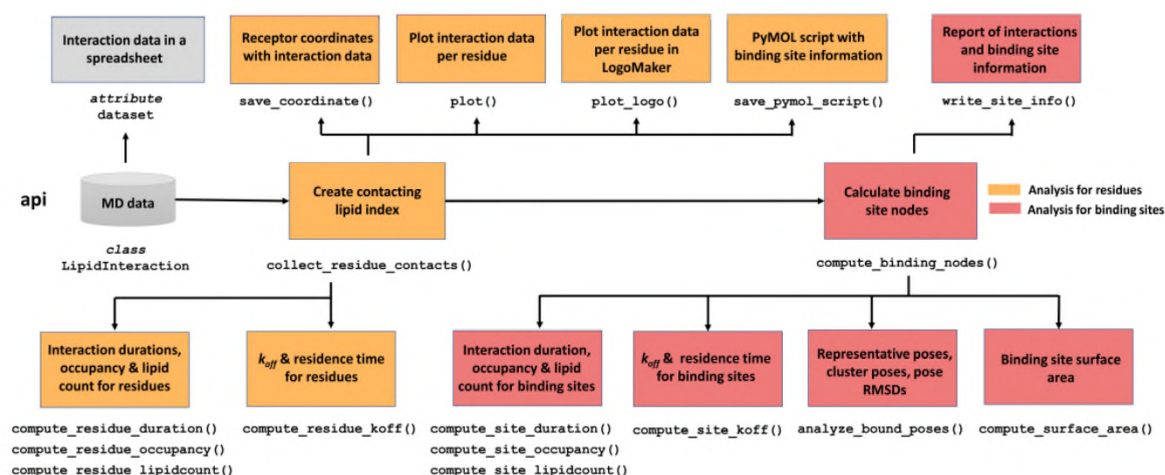 Interaction data in a
spreadsheet
Receptor coordinates
with interaction data
Plot interaction data
per residue
Plot interaction data
per residue in
LogoMaker
PyMOL script with
binding site information
Report of interactions
and binding site
information
attribute
dataset
save_coordinate()
plot()
plot_logo()
save_pymol_script()
write_site_info()
api
MD data
Create contacting
lipid index
Calculate binding
site nodes
Analysis for residues
Analysis for binding sites
class
LipidInteraction
collect_residue_contacts()
compute_binding_nodes()
Interaction durations,
occupancy & lipid
count for residues
koff & residence time
for residues
Interaction duration,
occupancy & lipid
count for binding sites
koff & residence time
for binding sites
Representative poses,
cluster poses, pose
RMSDs
Binding site surface
area
compute_residue_duration()
compute_residue_occupancy()
compute_residue_lipidcount()
compute_residue_koff()
compute_site_duration()
compute_site_occupancy()
compute_site_lipidcount()
compute_site_koff()
analyze_bound_poses()
compute_surface_area()